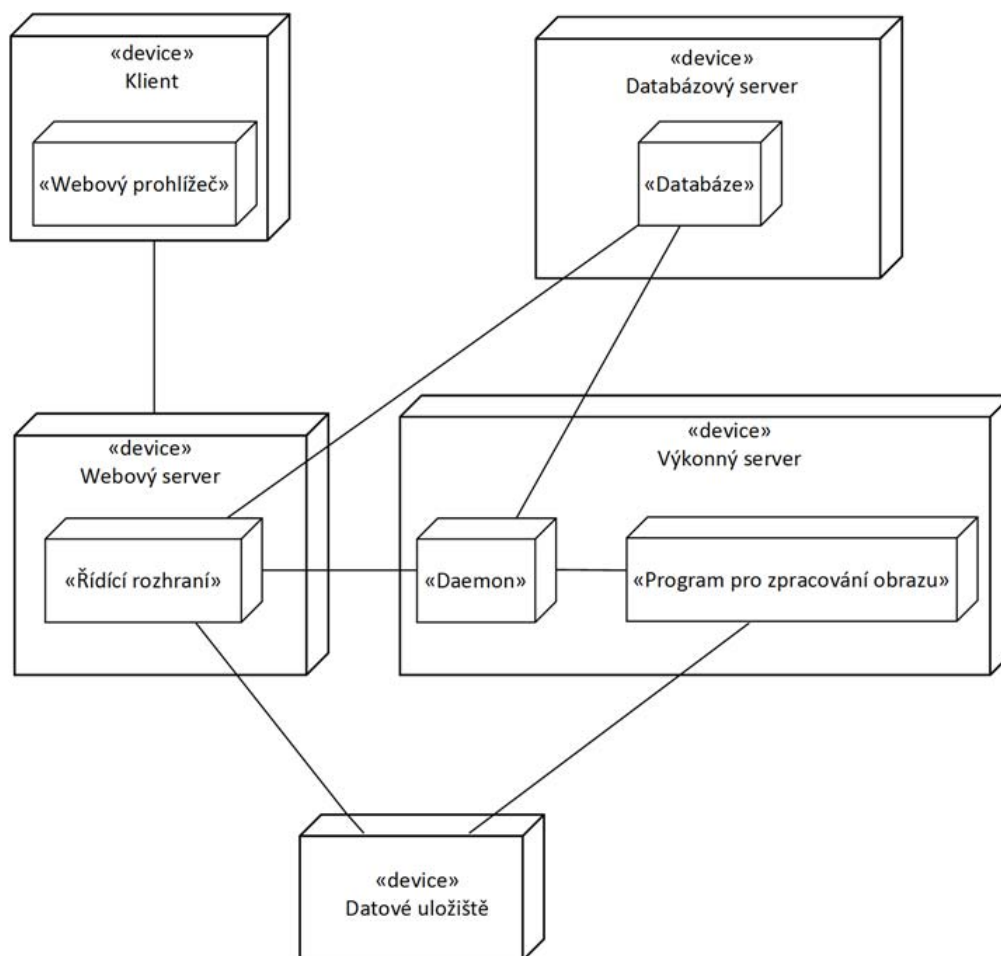 «device»
Klient
«Webový prohlížeč»
«device»
Databázový server
«Databáze»
«device»
Webový server
«Řídící rozhraní»
«device»
Výkonný server
«Daemon»
«Program pro zpracování obrazu»
«device»
Datové uložiště